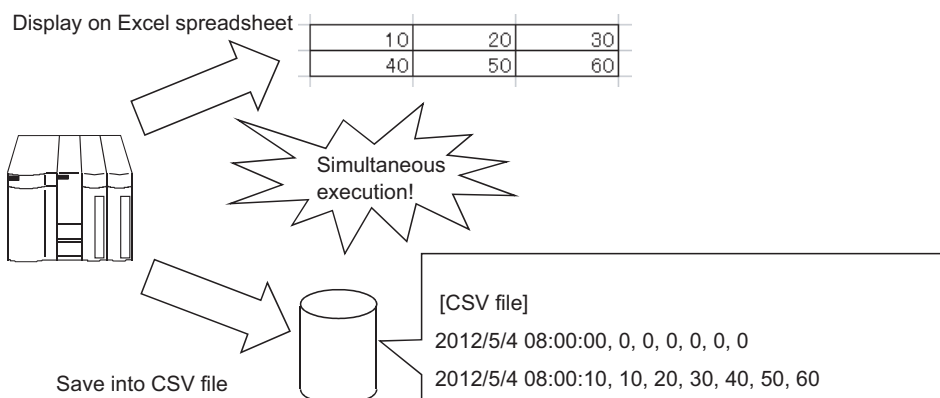 Display on Excel spreadsheet
10 20 30
40 50 60
Simultaneous
execution!
[CSV file]
2012/5/4 08:00:00, 0, 0, 0, 0, 0, 0
2012/5/4 08:00:10, 10, 20, 30, 40, 50, 60
Save into CSV file